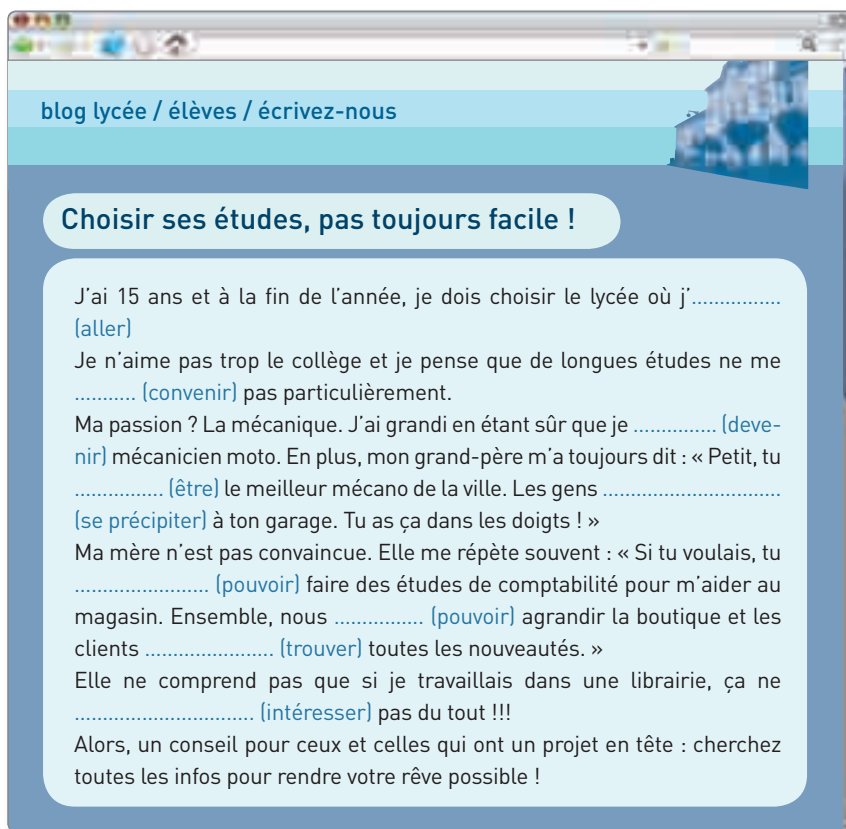 blog lycée / élèves / écrivez-nous
Choisir ses études, pas toujours facile !
J’ai 15 ans et à la fin de l’année, je dois choisir le lycée où j’................
(aller)
Je n’aime pas trop le collège et je pense que de longues études ne me
........... (convenir) pas particulièrement.
Ma passion ? La mécanique. J’ai grandi en étant sûr que je ............... (deve-
nir) mécanicien moto. En plus, mon grand-père m’a toujours dit : « Petit, tu
................ (être) le meilleur mécano de la ville. Les gens ................................
(se précipiter) à ton garage. Tu as ça dans les doigts ! »
Ma mère n’est pas convaincue. Elle me répète souvent : « Si tu voulais, tu
........................ (pouvoir) faire des études de comptabilité pour m’aider au
magasin. Ensemble, nous ................ (pouvoir) agrandir la boutique et les
clients ....................... (trouver) toutes les nouveautés. »
Elle ne comprend pas que si je travaillais dans une librairie, ça ne
................................ (intéresser) pas du tout !!!
Alors, un conseil pour ceux et celles qui ont un projet en tête : cherchez
toutes les infos pour rendre votre rêve possible !